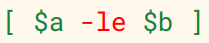 [ $a -le $b ]